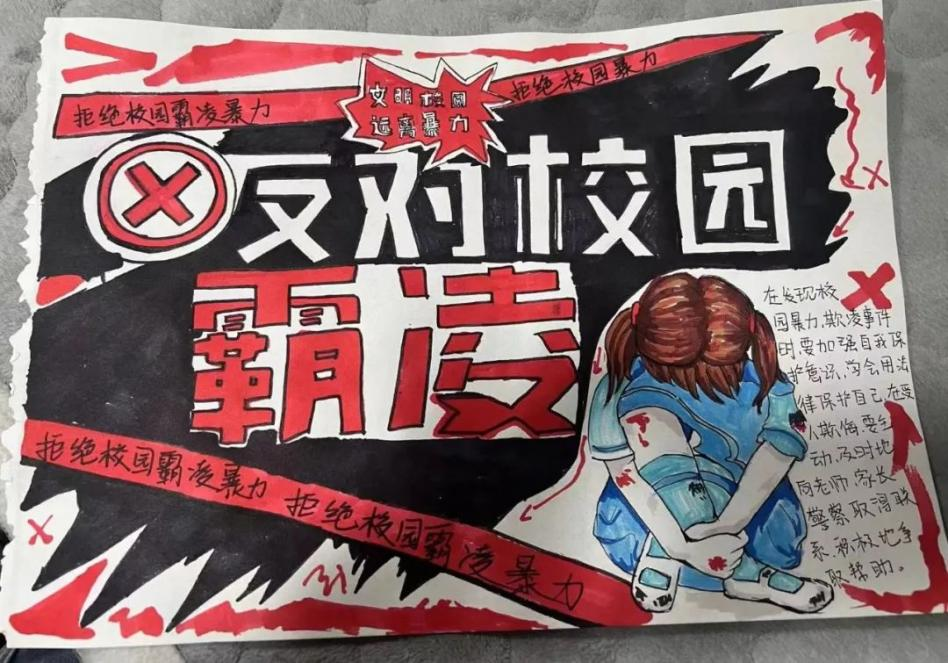 拒绝校园霸凌暴力
文明校园
远离暴力
拒绝校园暴力
反对校园
霸凌
在发现校
园暴力,欺凌事件
时,要加强自我保
护意识,学会用法
律保护自己,在受
人欺侮,要主
动,及时地
向老师,家长
警察取得联
系,积极地争
取帮助。
拒绝校园霸凌暴力
拒绝校园霸凌暴力